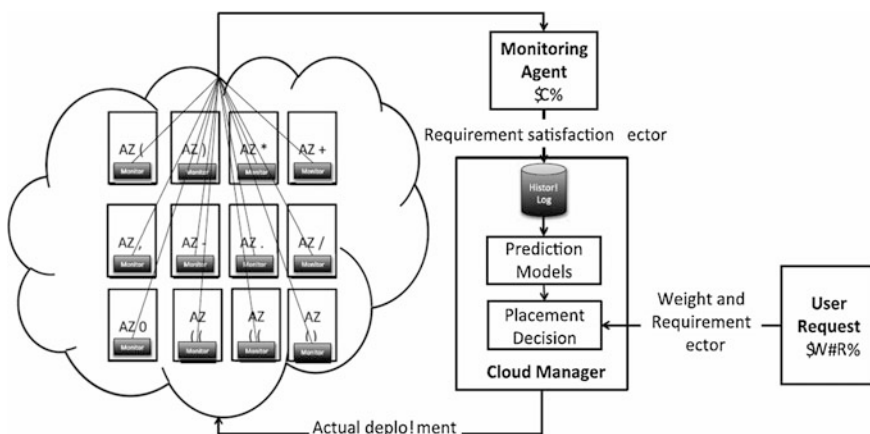 Monitoring
Agent
$C%
Requirement satisfaction ector
AZ (
Monitor
AZ )
Monitor
AZ *
Monitor
AZ +
Monitor
Histor!
Log
AZ ,
Monitor
AZ -
Monitor
AZ .
Monitor
AZ /
Monitor
Prediction
Models
AZ 0
Monitor
AZ
Monitor
AZ
Monitor
AZ
Monitor
Placement
Decision
Cloud Manager
Weight and
Requirement
ector
User
Request
$W#R%
Actual deplo!ment